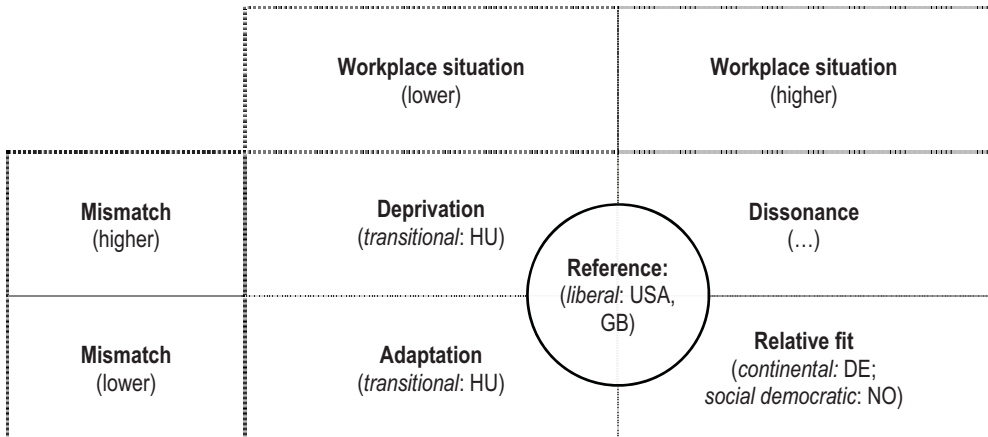 Workplace situation
(lower)
Workplace situation
(higher)
Mismatch
(higher)
Deprivation
(transitional: HU)
Dissonance
(…)
Reference:
(liberal: USA,
GB)
Mismatch
(lower)
Adaptation
(transitional: HU)
Relative fit
(continental: DE;
social democratic: NO)